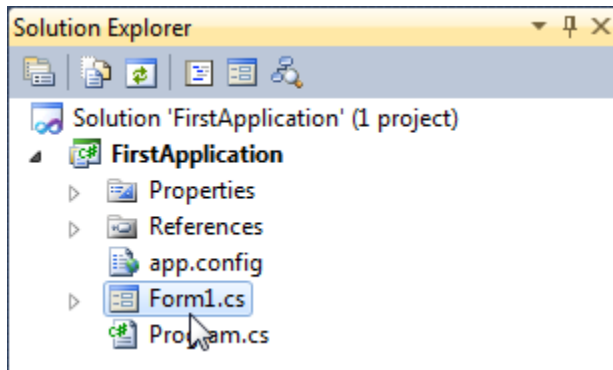 Solution Explorer
Solution 'FirstApplication' (1 project)
FirstApplication
Properties
References
app.config
Form1.cs
Program.cs